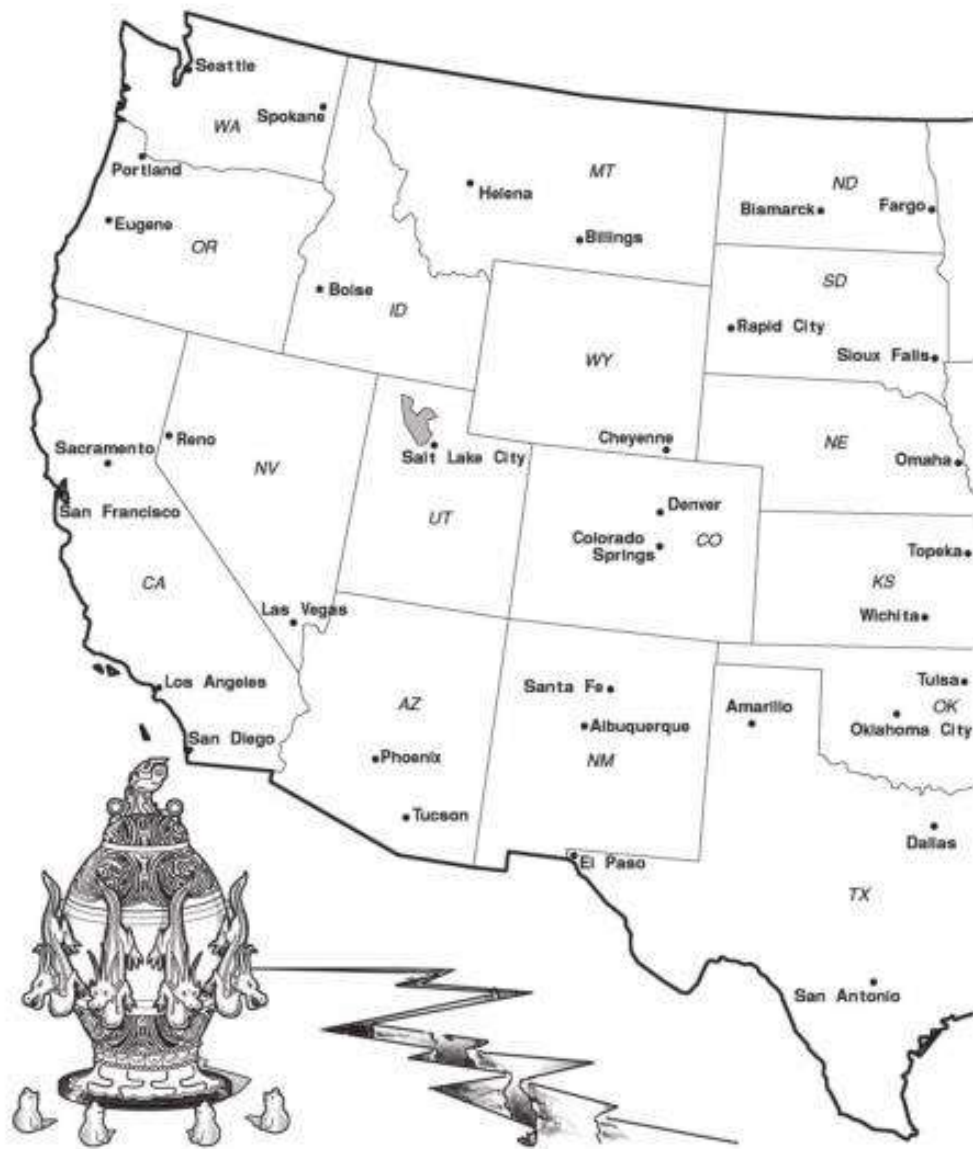 Seattle
Spokane
WA
Portland
MT
Helena
ND
Bismarck
Fargo
Eugene
OR
Billings
Boise
ID
SD
Rapid City
Sioux Falls
WY
Sacramento
Reno
NV
Salt Lake City
Cheyenne
NE
Omaha
San Francisco
UT
Denver
Colorado
Springs
CO
Topeka
CA
KS
Las Vegas
Wichita
Los Angeles
AZ
Santa Fe
Amarillo
Tulsa
OK
Oklahoma City
San Diego
Albuquerque
Phoenix
NM
Tucson
Dallas
El Paso
TX
San Antonio